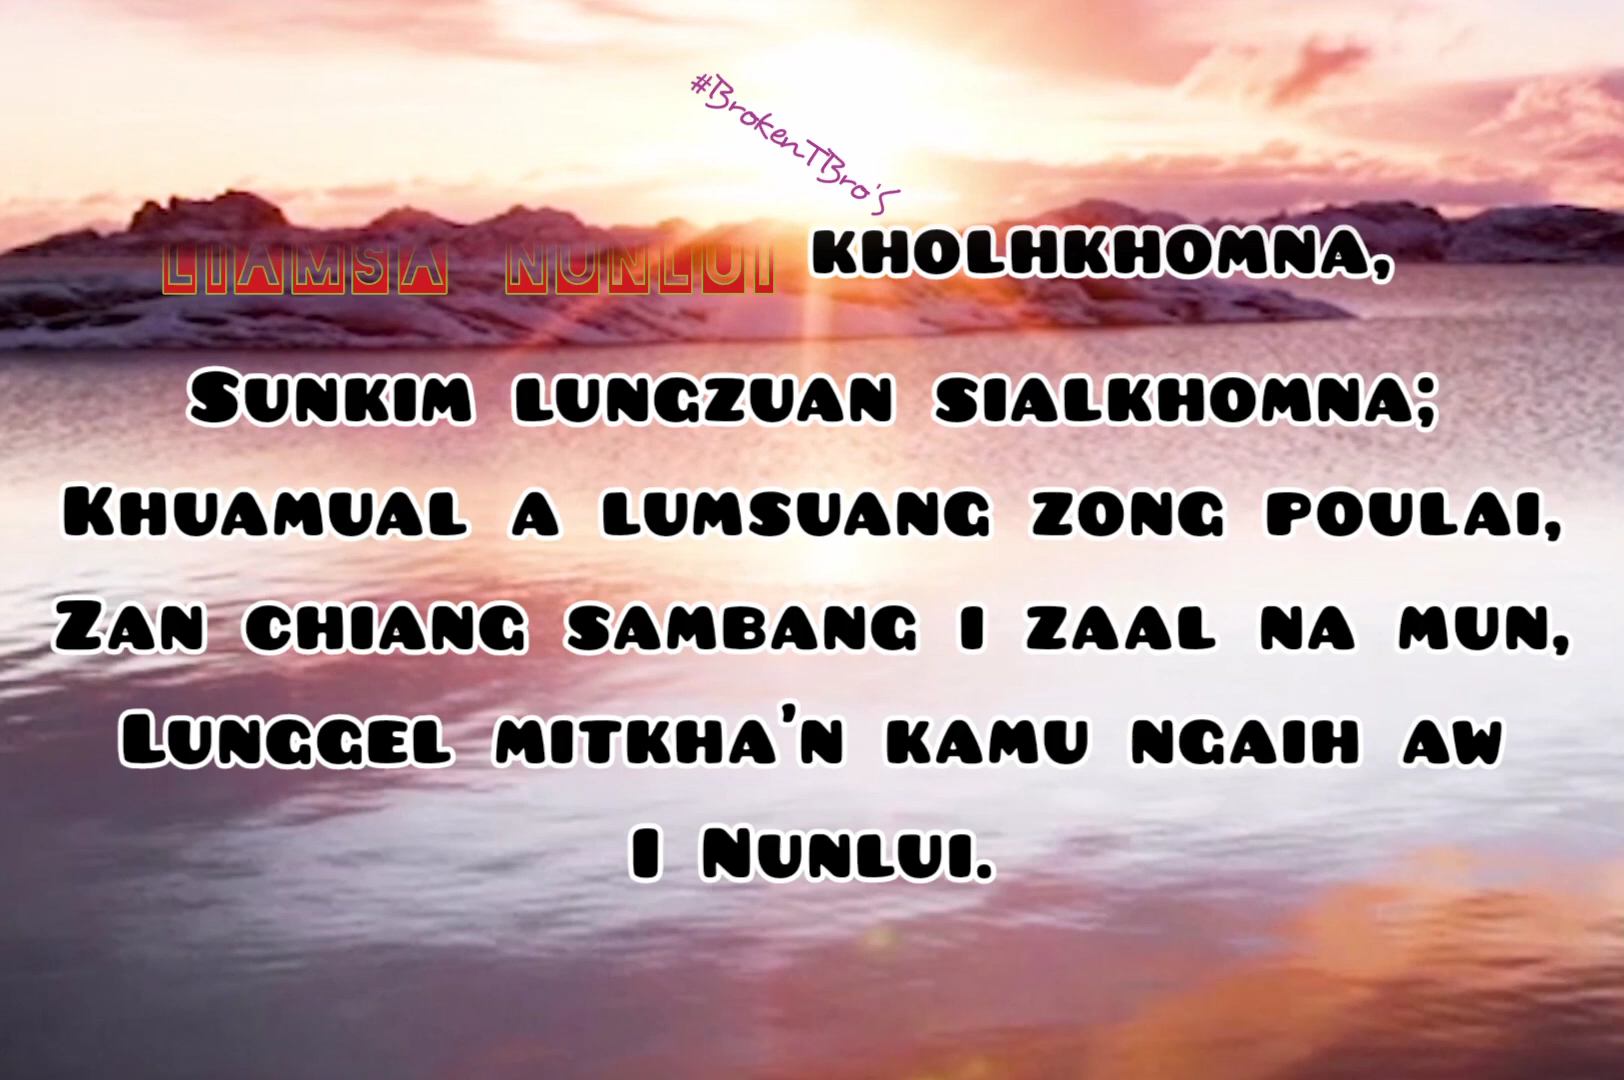 #BrokenTBro's
LIAMSA NUNLUI kholhkhomna,
Sunkim lungzuan sialkhomna;
Khuamual a lumsuang zong poulai,
Zan chiang sambang i zaal na mun,
Lunggel mitkha'n kamu ngaih aw
I Nunlui.